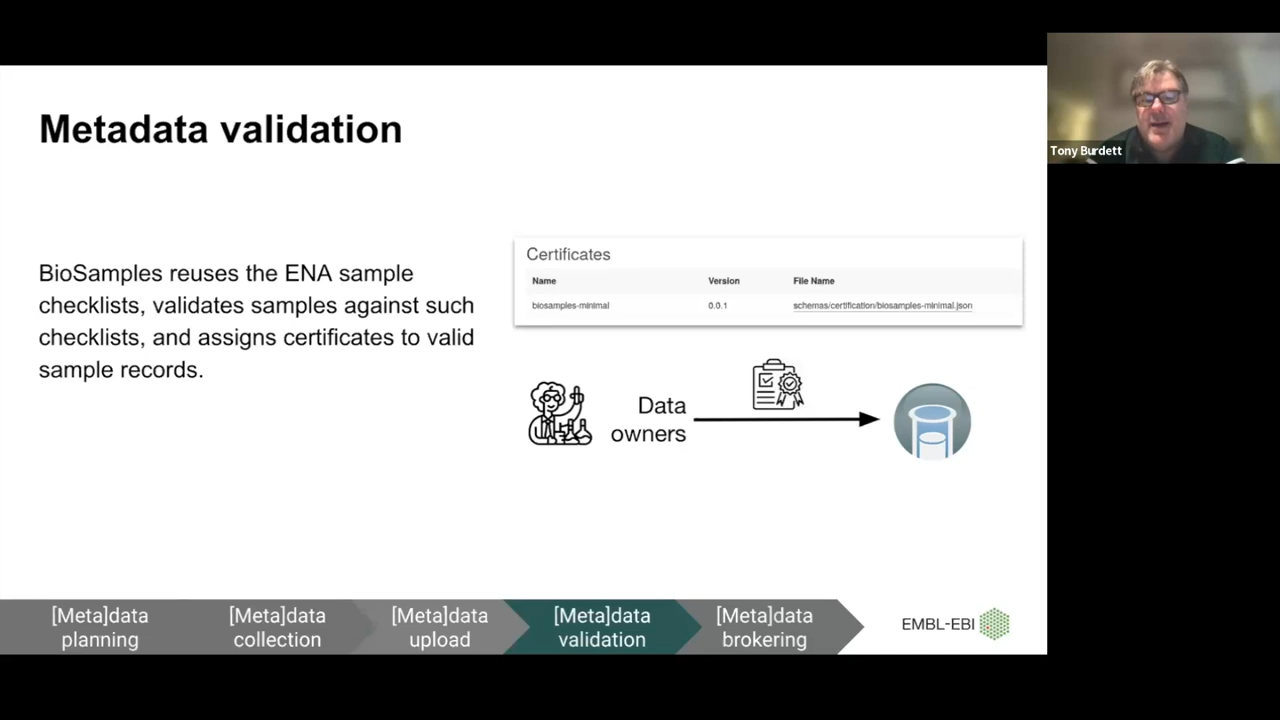 Metadata validation
Tony Burdett
BioSamples reuses the ENA sample
checklists, validates samples against such
checklists, and assigns certificates to valid
sample records.
Certificates
Name Version File Name
biosamples-minimal 0.0.1 schemas/certification/biosamples-minimal.json
Data
owners
[Meta]data
planning
[Meta]data
collection
[Meta]data
upload
[Meta]data
validation
[Meta]data
brokering
EMBL-EBI